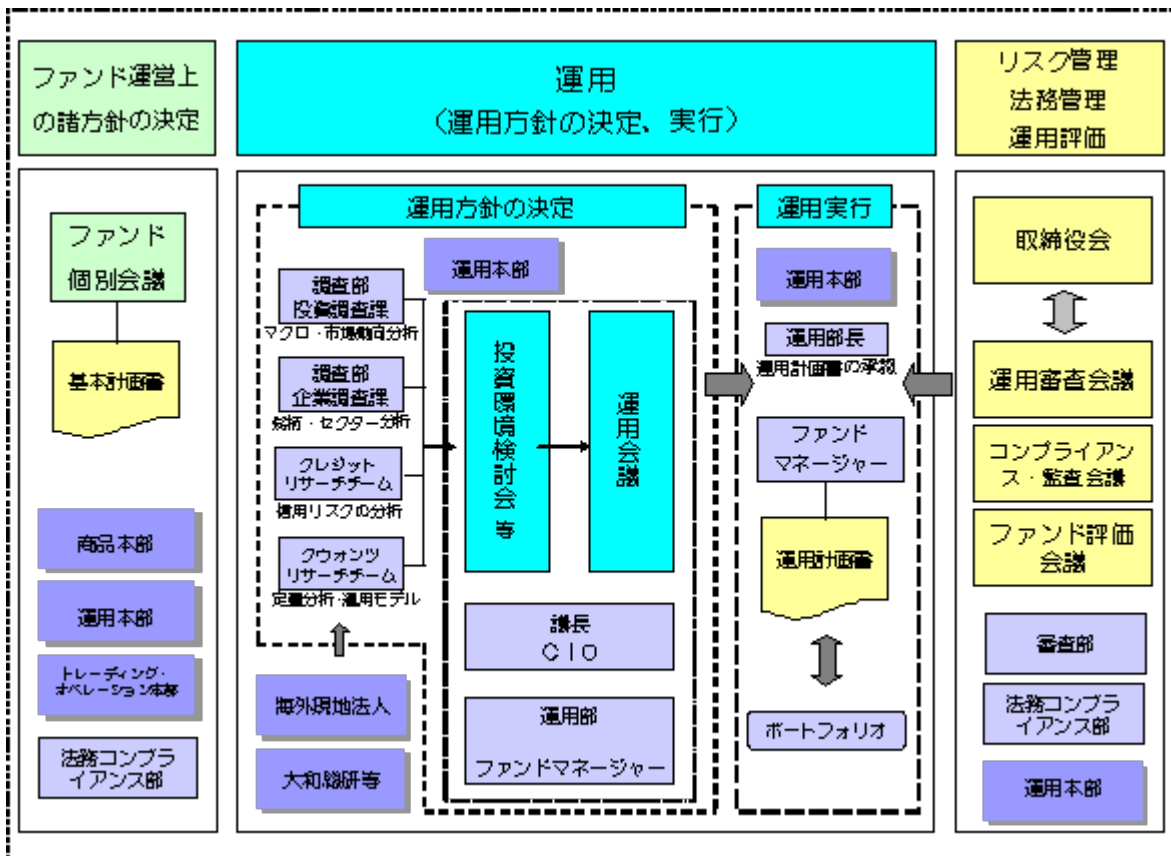 ファンド運営上
の諸方針の決定
運用
(運用方針の決定、実行)
リスク管理
法務管理
運用評価
ファンド
個別会議
基本計画書
商品本部
運用本部
トレーディング・
オペレーション本部
法務コンプラ
イアンス部
運用方針の決定
運用本部
調査部
投資調査課
マクロ・市場動向分析
調査部
企業調査課
銘柄・セクター分析
クレジット
リサーチチーム
信用リスクの分析
クウォンツ
リサーチチーム
定量分析・運用モデル
海外現地法人
大和総研等
投資環境検討会 等
運用会議
議長
CIO
運用部
ファンドマネージャー
運用実行
運用本部
運用部長
運用計画書の承認
ファンド
マネージャー
運用計画書
ポートフォリオ
取締役会
運用審査会議
コンプライアン
ス・監査会議
ファンド評価
会議
審査部
法務コンプラ
イアンス部
運用本部